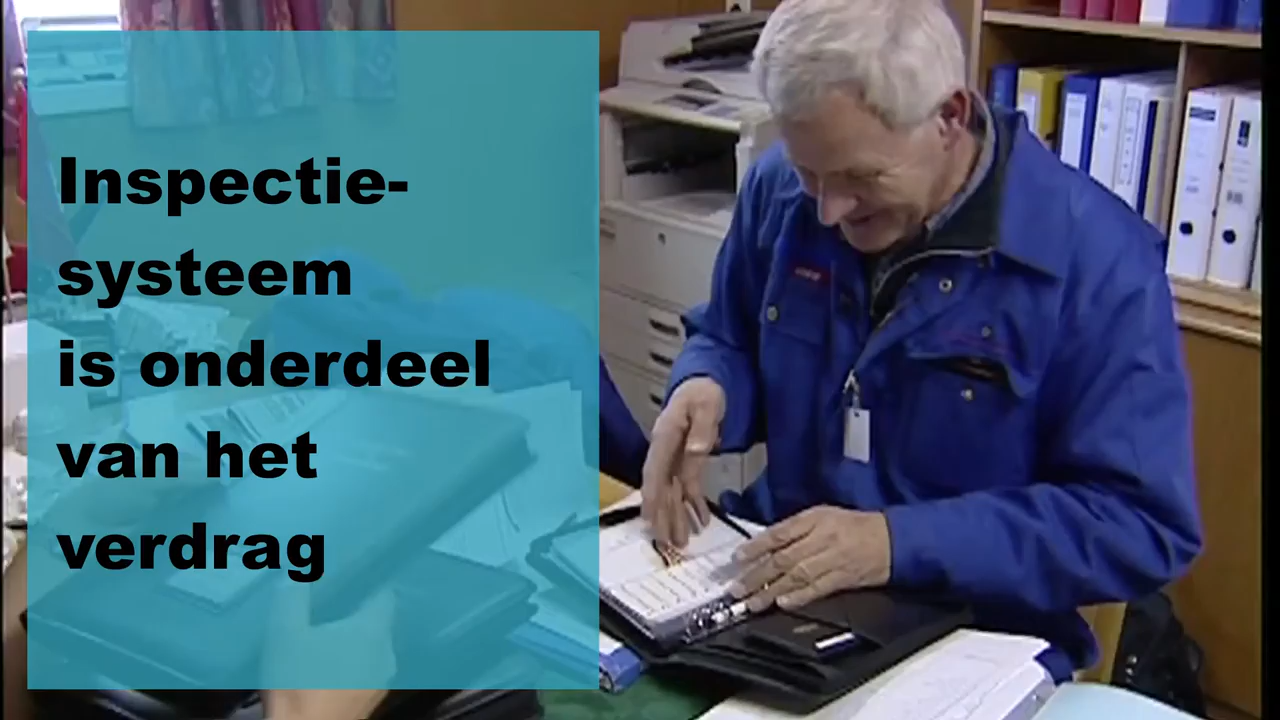 Inspectie-
systeem
is onderdeel
van het
verdrag